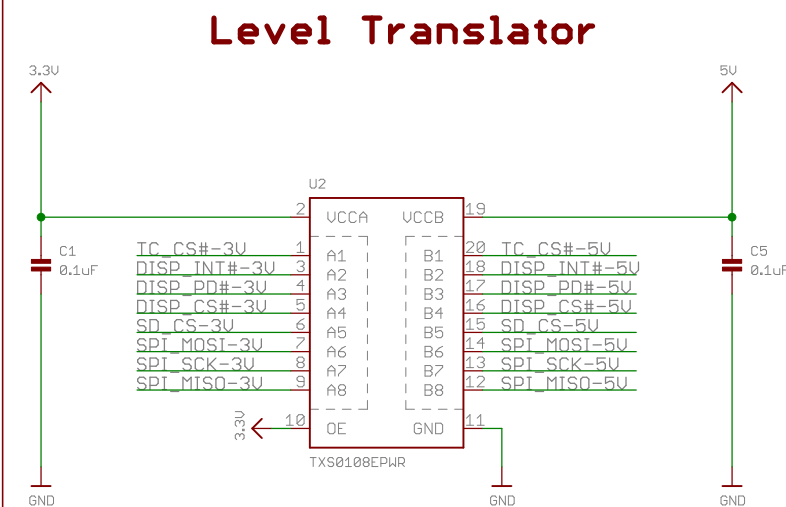 Level Translator
3.3V
5V
U2
2 VCCA VCCB 19
C1
0.1uF
C5
0.1uF
TC_CS#-3V 1 A1 B1 20 TC_CS#-5V
DISP_INT#-3V 3 A2 B2 18 DISP_INT#-5V
DISP_PD#-3V 4 A3 B3 17 DISP_PD#-5V
DISP_CS#-3V 5 A4 B4 16 DISP_CS#-5V
SD_CS-3V 6 A5 B5 15 SD_CS-5V
SPI_MOSI-3V 7 A6 B6 14 SPI_MOSI-5V
SPI_SCK-3V 8 A7 B7 13 SPI_SCK-5V
SPI_MISO-3V 9 A8 B8 12 SPI_MISO-5V
3.3V 10 OE GND 11
TXS0108EPWR
GND
GND
GND